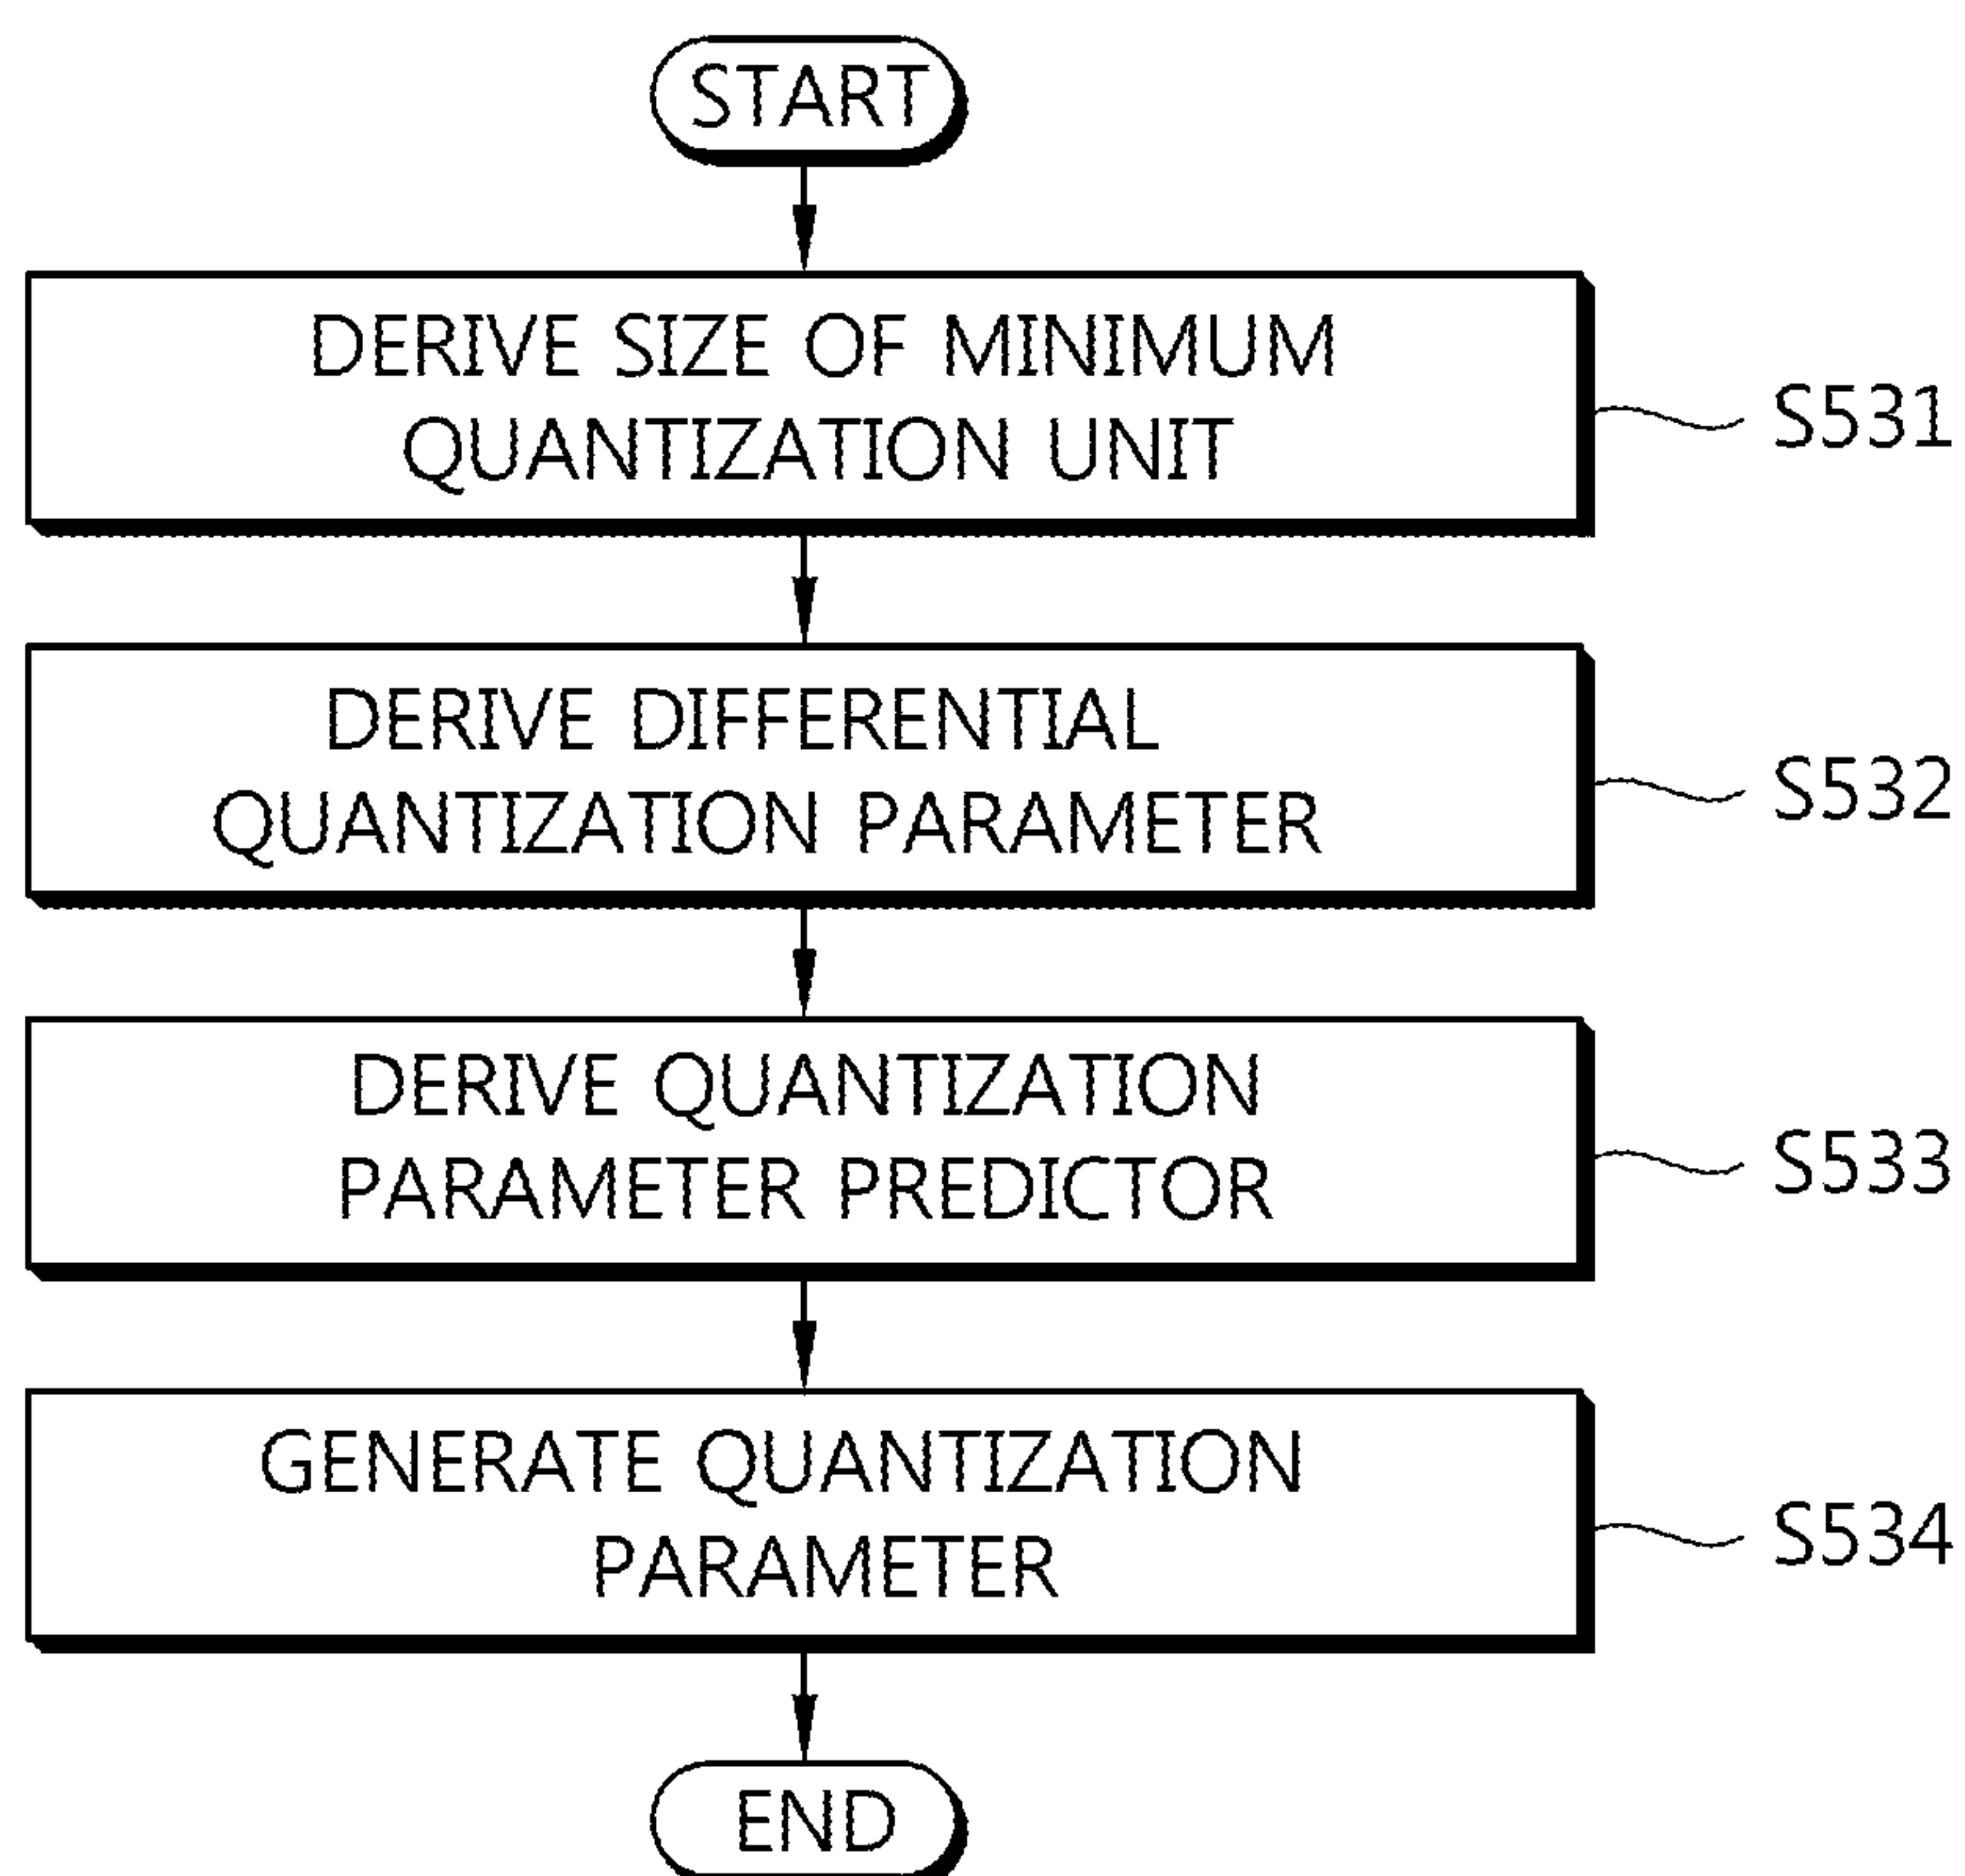 START
DERIVE SIZE OF MINIMUM
QUANTIZATION UNIT
S531
DERIVE DIFFERENTIAL
QUANTIZATION PARAMETER
S532
DERIVE QUANTIZATION
PARAMETER PREDICTOR
S533
GENERATE QUANTIZATION
PARAMETER
S534
END